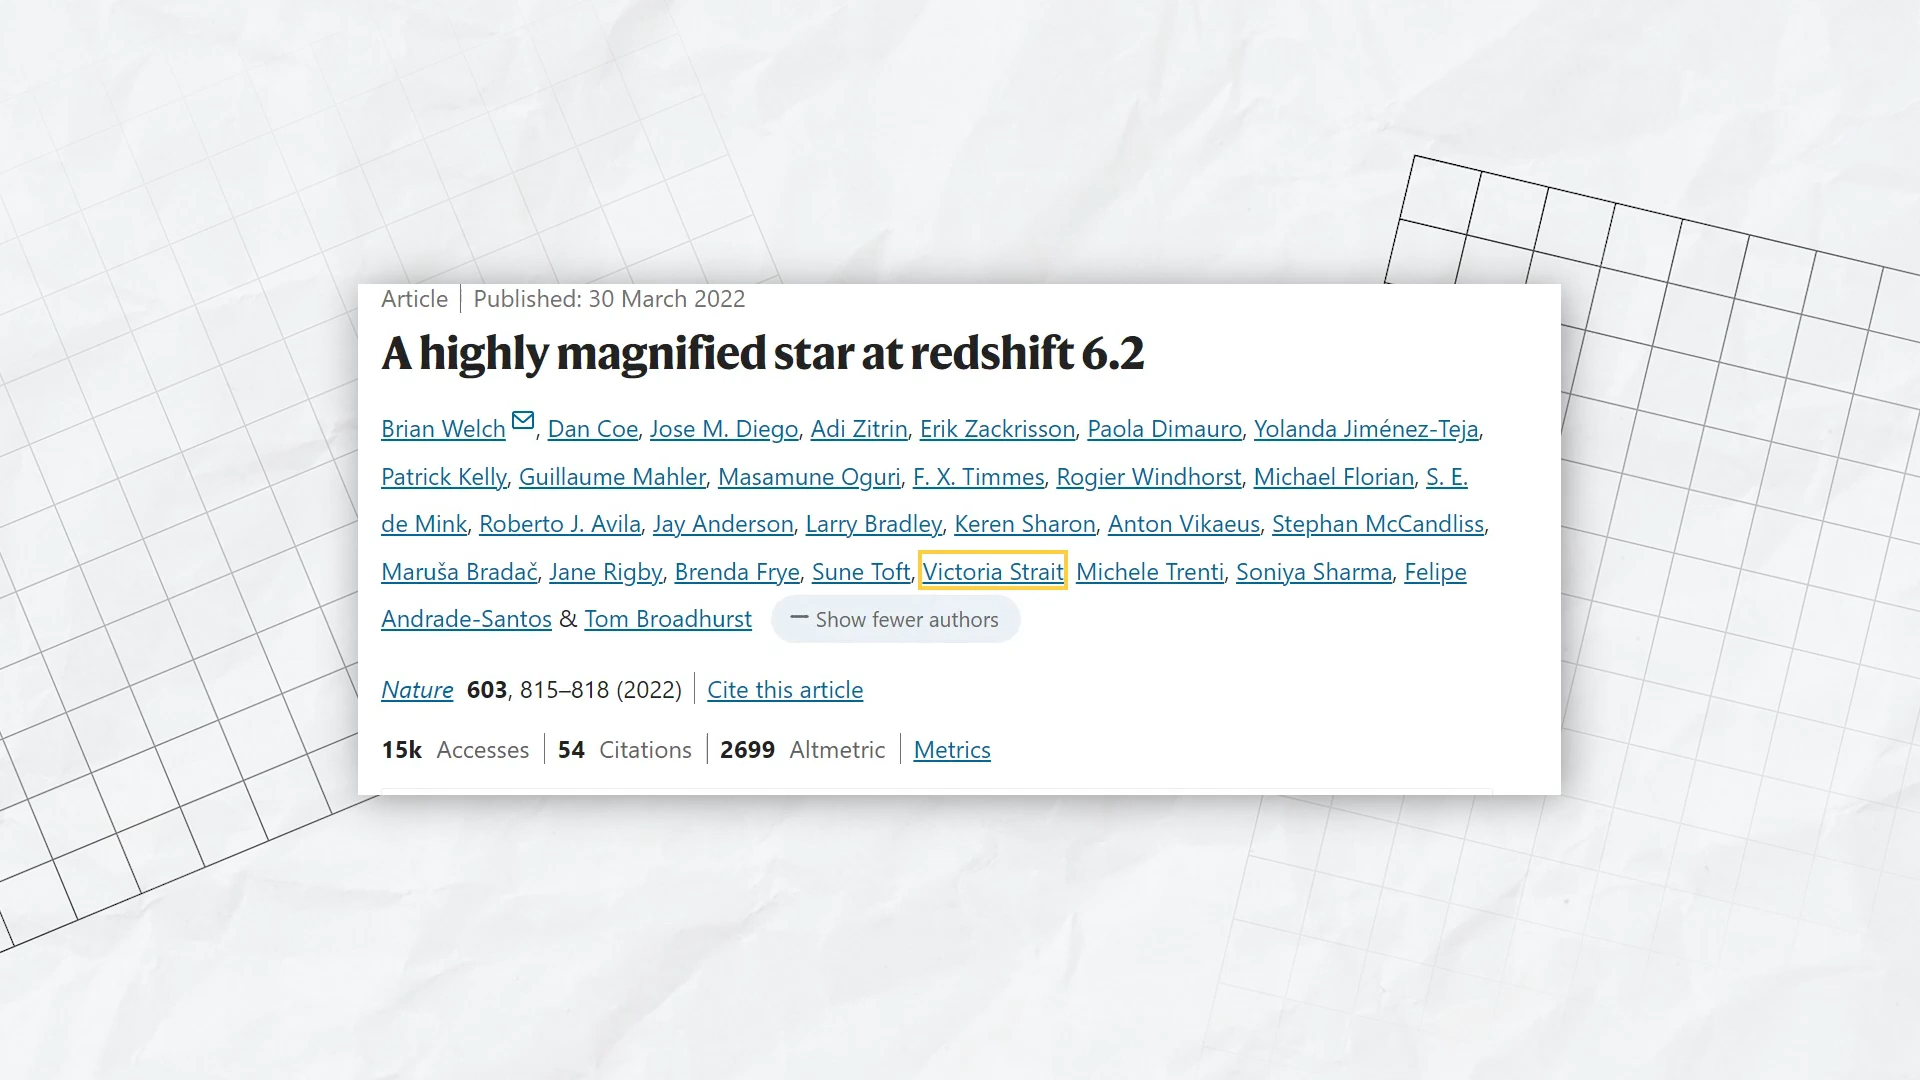 Article | Published: 30 March 2022
A highly magnified star at redshift 6.2
Brian Welch, Dan Coe, Jose M. Diego, Adi Zitrin, Erik Zackrisson, Paola Dimauro, Yolanda Jiménez-Teja,
Patrick Kelly, Guillaume Mahler, Masamune Oguri, F. X. Timmes, Rogier Windhorst, Michael Florian, S. E.
de Mink, Roberto J. Avila, Jay Anderson, Larry Bradley, Keren Sharon, Anton Vikaeus, Stephan McCandliss,
Maruša Bradač, Jane Rigby, Brenda Frye, Sune Toft, Victoria Strait Michele Trenti, Soniya Sharma, Felipe
Andrade-Santos & Tom Broadhurst — Show fewer authors
Nature 603, 815–818 (2022) | Cite this article
15k Accesses | 54 Citations | 2699 Altmetric | Metrics